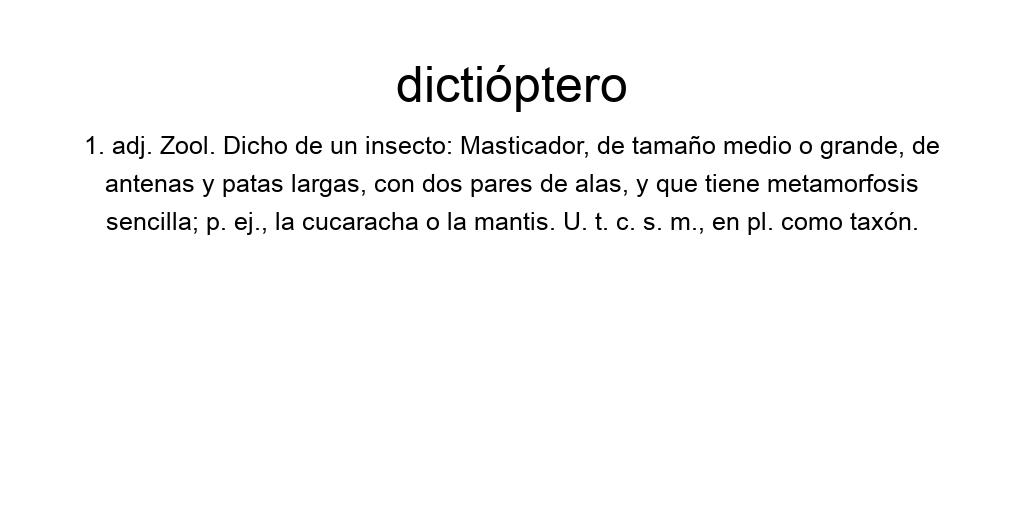 dictióptero
1. adj. Zool. Dicho de un insecto: Masticador, de tamaño medio o grande, de
antenas y patas largas, con dos pares de alas, y que tiene metamorfosis
sencilla; p. ej., la cucaracha o la mantis. U. t. c. s. m., en pl. como taxón.